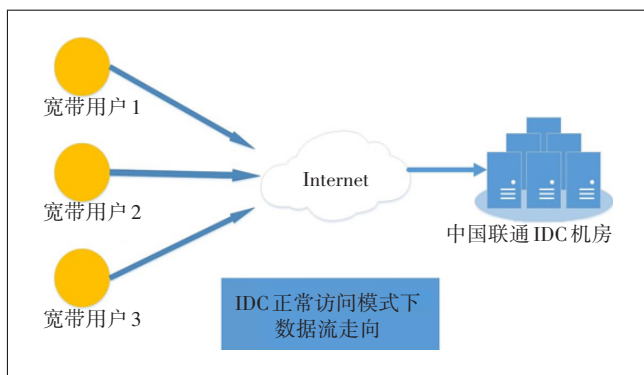 宽带用户 1
宽带用户 2
宽带用户 3
Internet
中国联通 IDC 机房
IDC 正常访问模式下
数据流走向